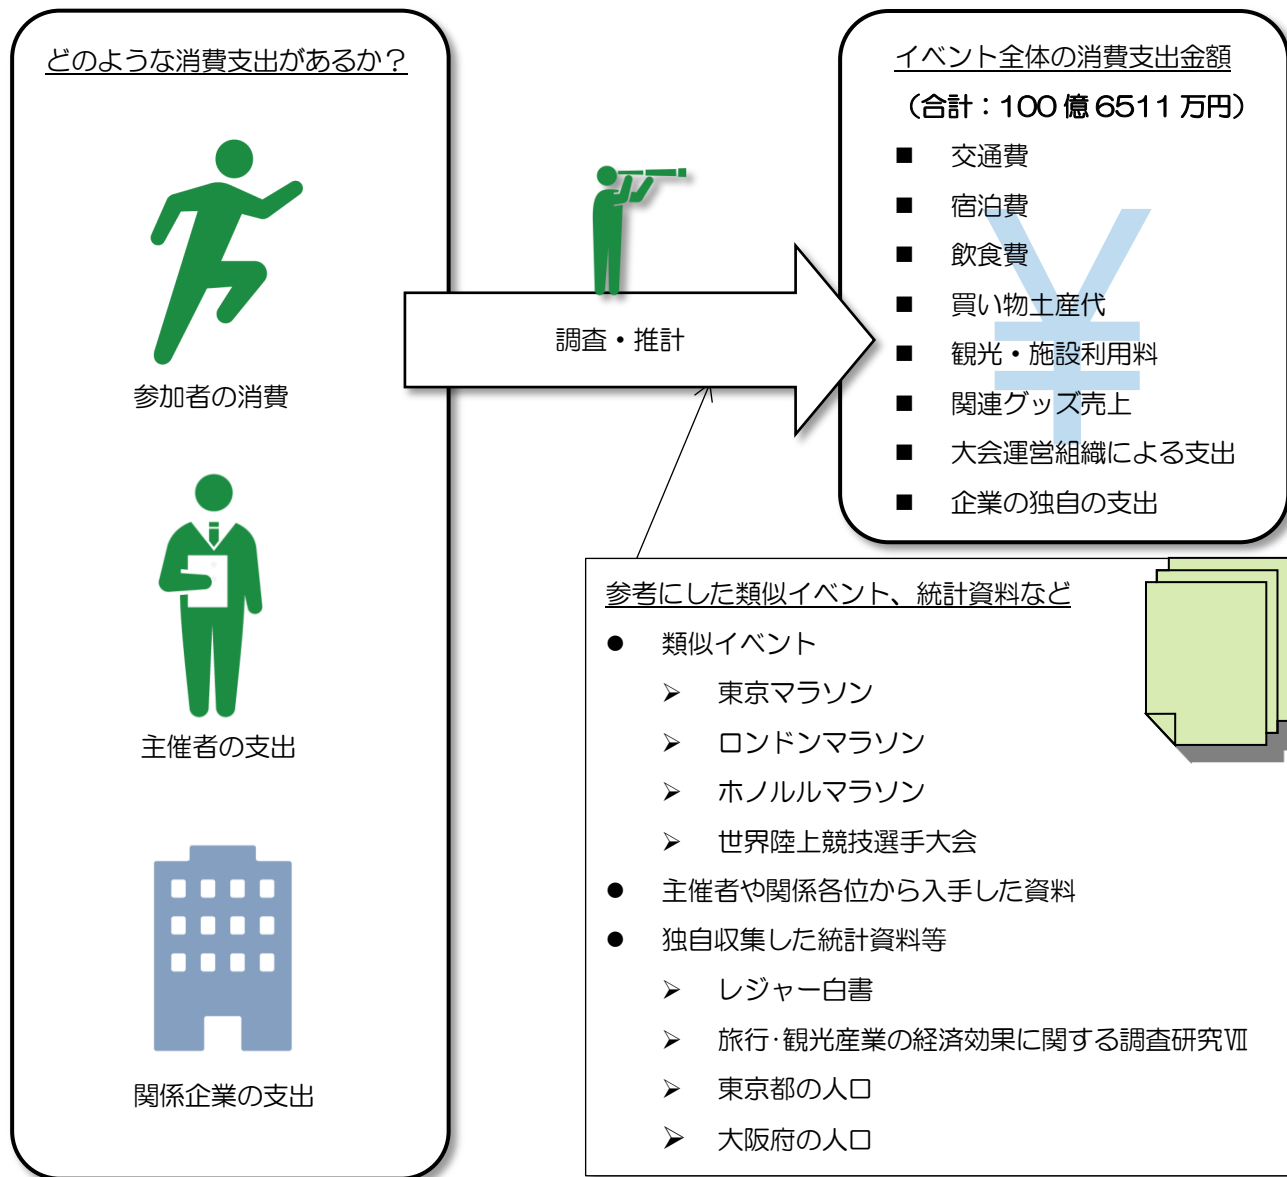 どのような消費支出があるか？
参加者の消費
主催者の支出
関係企業の支出
調査・推計
イベント全体の消費支出金額
（合計：100 億 6511 万円）
■ 交通費
■ 宿泊費
■ 飲食費
■ 買い物土産代
■ 観光・施設利用料
■ 関連グッズ売上
■ 大会運営組織による支出
■ 企業の独自の支出
¥
参考にした類似イベント、統計資料など
● 類似イベント
➢ 東京マラソン
➢ ロンドンマラソン
➢ ホノルルマラソン
➢ 世界陸上競技選手大会
● 主催者や関係各位から入手した資料
● 独自収集した統計資料等
➢ レジャー白書
➢ 旅行・観光産業の経済効果に関する調査研究Ⅶ
➢ 東京都の人口
➢ 大阪府の人口